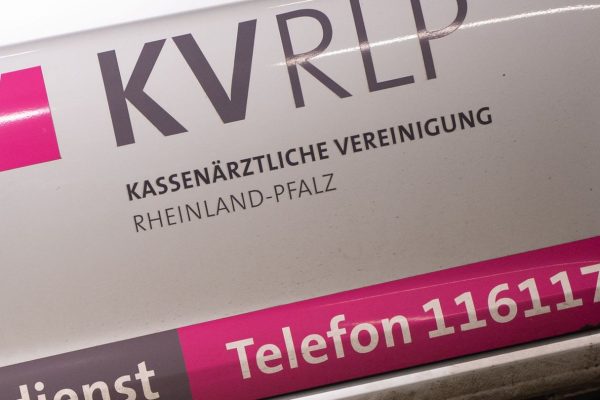 KVRLP
KASSENÄRZTLICHE VEREINIGUNG
RHEINLAND-PFALZ
dienst Telefon 116117